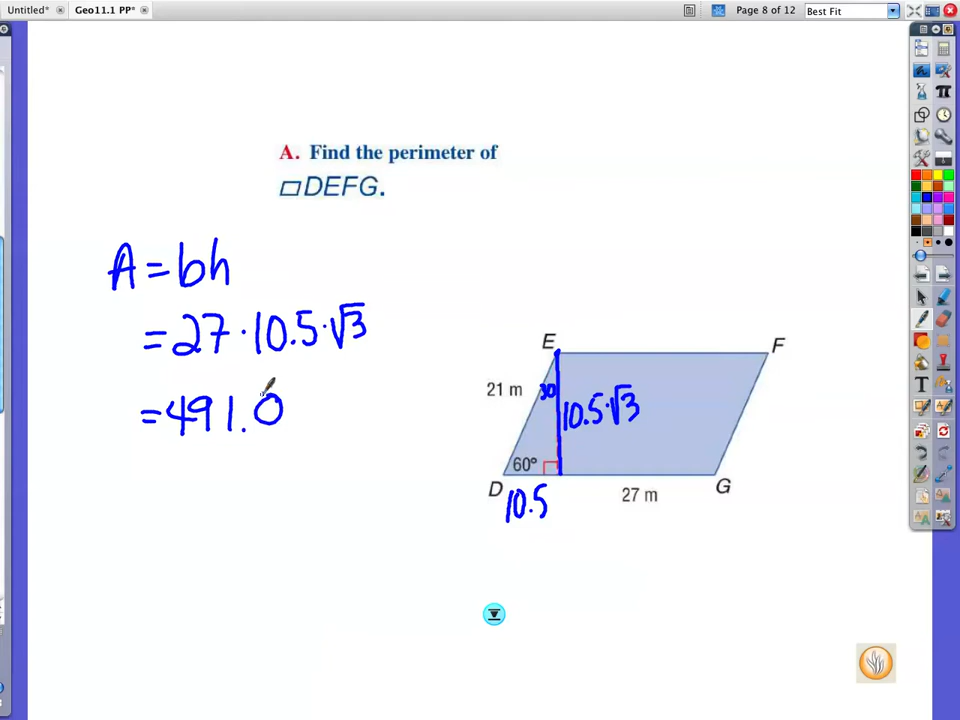 Untitled* Geo11.1 PP* Page 8 of 12 Best Fit
A. Find the perimeter of
▱DEFG.
A = bh
= 27 · 10.5 · √3
= 491.0
E F
21 m 30 10.5 · √3
60°
D G
10.5 27 m